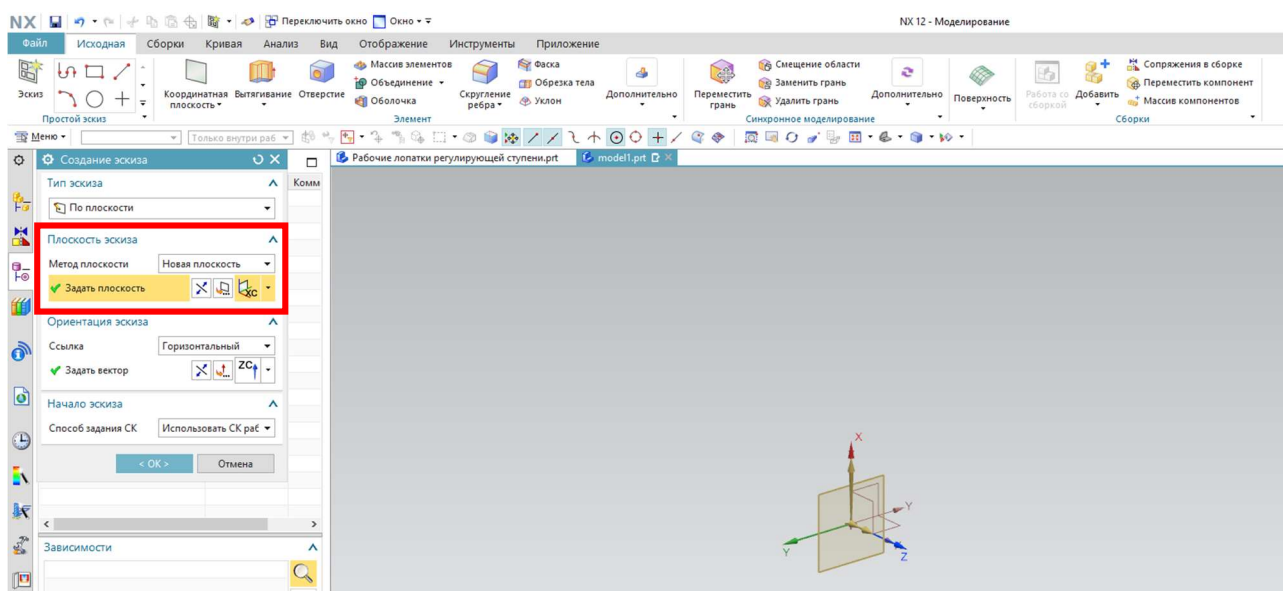 NX Переключить окно Окно NX 12 - Моделирование
Файл Исходная Сборки Кривая Анализ Вид Отображение Инструменты Приложение
Эскиз
Простой эскиз
Координатная плоскость
Вытягивание
Отверстие
Массив элементов
Объединение
Оболочка
Скругление ребра
Фаска
Обрезка тела
Уклон
Дополнительно
Элемент
Переместить грань
Смещение области
Заменить грань
Удалить грань
Дополнительно
Синхронное моделирование
Поверхность
Работа со сборкой
Добавить
Сопряжения в сборке
Переместить компонент
Массив компонентов
Сборки
Меню Только внутри раб
Создание эскиза
Рабочие лопатки регулирующей ступени.prt model1.prt
Тип эскиза Комм
По плоскости
Плоскость эскиза
Метод плоскости Новая плоскость
Задать плоскость XC
Ориентация эскиза
Ссылка Горизонтальный
Задать вектор ZC
Начало эскиза
Способ задания СК Использовать СК раб
< OK > Отмена
X
Y
Y
Z
Зависимости